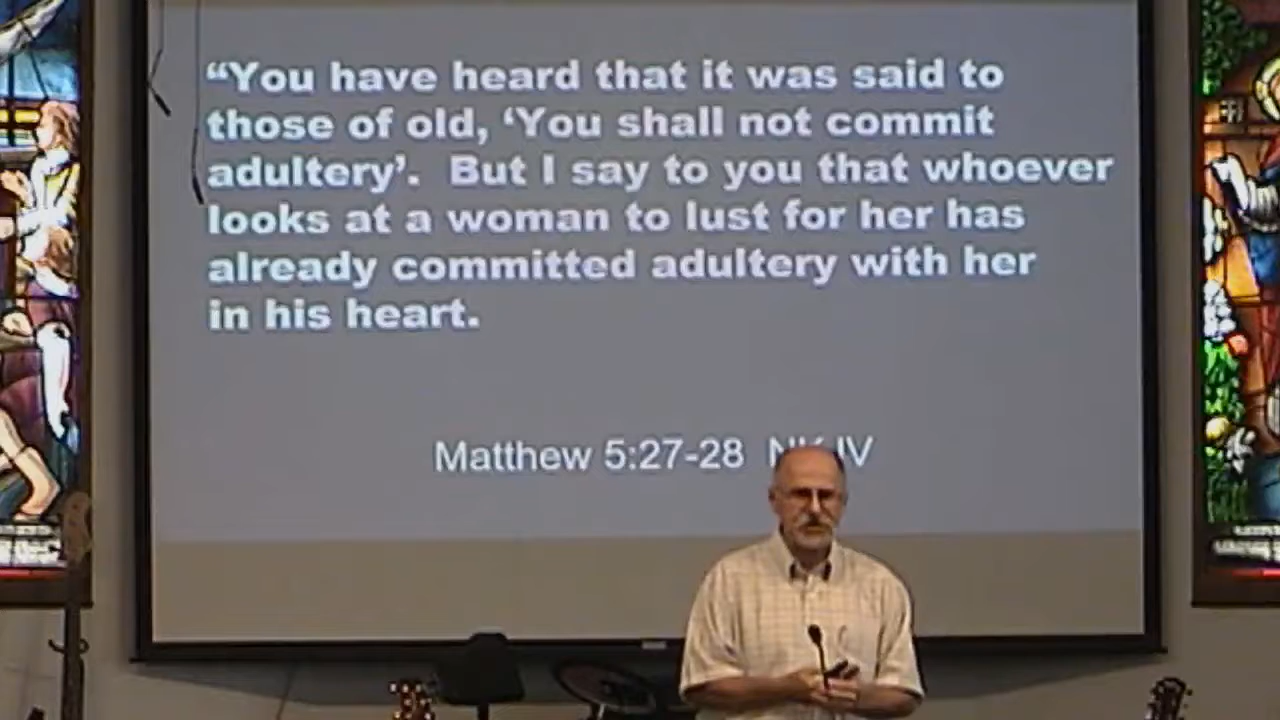 “You have heard that it was said to
those of old, ‘You shall not commit
adultery’. But I say to you that whoever
looks at a woman to lust for her has
already committed adultery with her
in his heart.
Matthew 5:27-28 NKJV